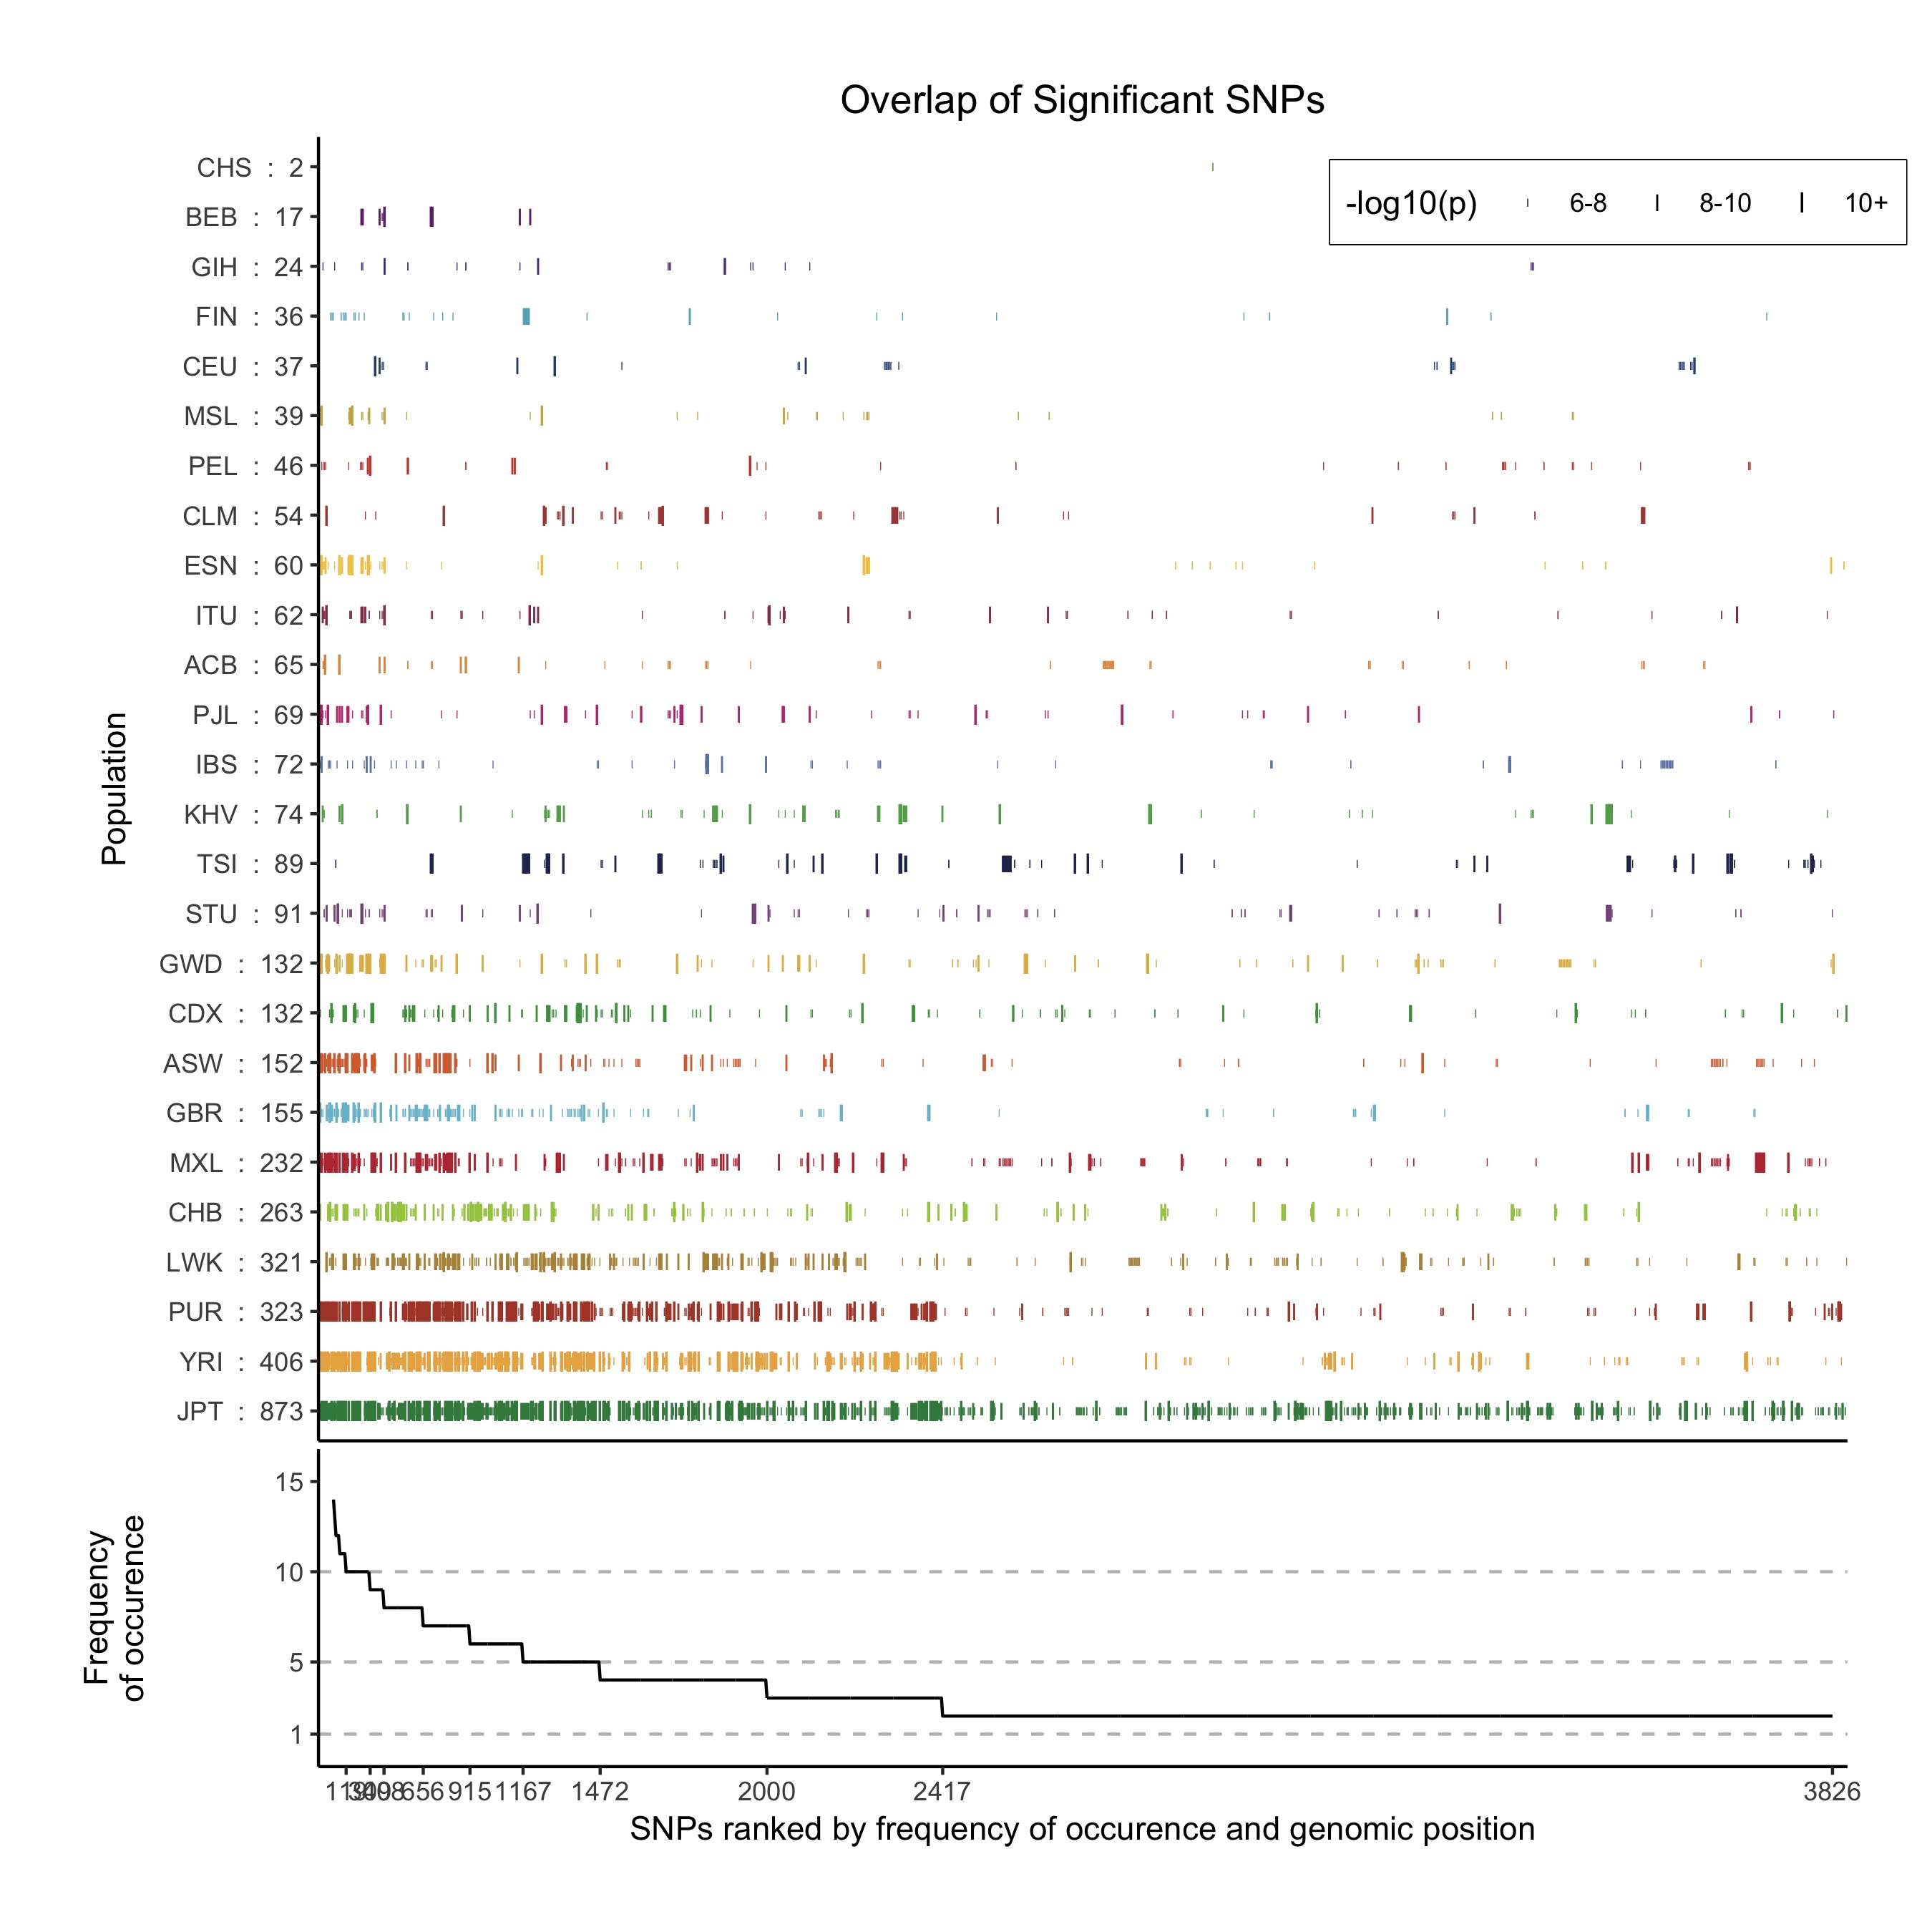 Overlap of Significant SNPs
-log10(p) 6-8 8-10 10+
CHS : 2
BEB : 17
GIH : 24
FIN : 36
CEU : 37
MSL : 39
PEL : 46
CLM : 54
ESN : 60
ITU : 62
ACB : 65
PJL : 69
IBS : 72
KHV : 74
TSI : 89
STU : 91
GWD : 132
CDX : 132
ASW : 152
GBR : 155
MXL : 232
CHB : 263
LWK : 321
PUR : 323
YRI : 406
JPT : 873
Population
15
10
5
1
Frequency
of occurence
656 915 1167 1472 2000 2417 3826
SNPs ranked by frequency of occurence and genomic position